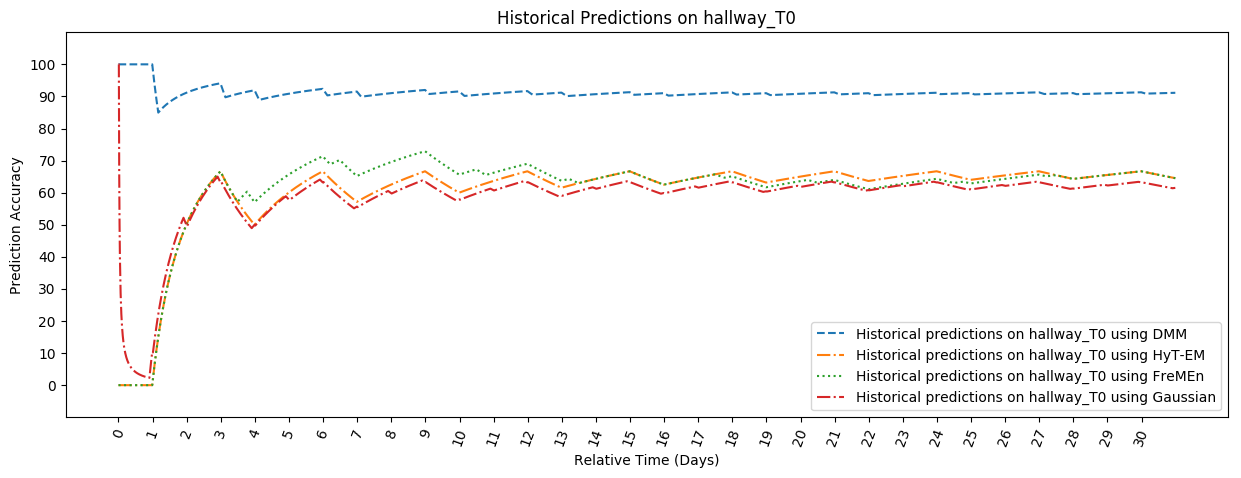 Historical Predictions on hallway_T0
Prediction Accuracy
100
90
80
70
60
50
40
30
20
10
0
Historical predictions on hallway_T0 using DMM
Historical predictions on hallway_T0 using HyT-EM
Historical predictions on hallway_T0 using FreMEn
Historical predictions on hallway_T0 using Gaussian
0 1 2 3 4 5 6 7 8 9 10 11 12 13 14 15 16 17 18 19 20 21 22 23 24 25 26 27 28 29 30
Relative Time (Days)